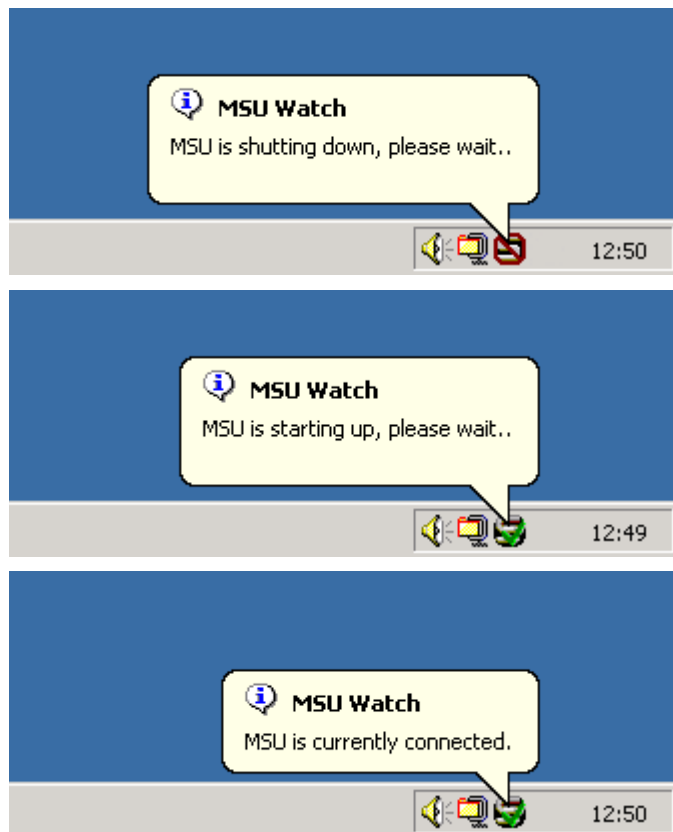 MSU Watch
MSU is shutting down, please wait..
12:50
MSU Watch
MSU is starting up, please wait..
12:49
MSU Watch
MSU is currently connected.
12:50